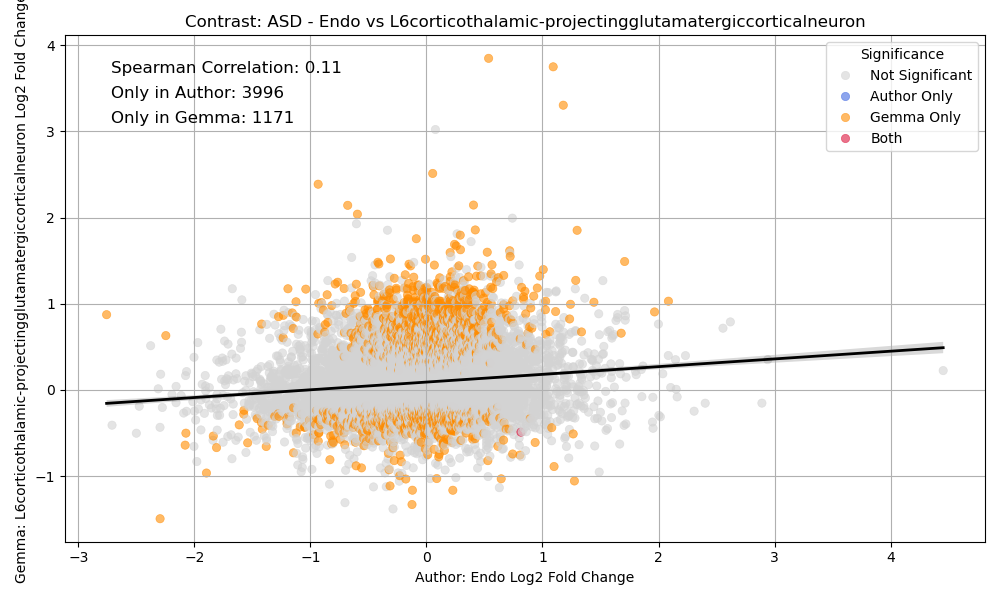 Contrast: ASD - Endo vs L6corticothalamic-projectingglutamatergiccorticalneuron
Gemma: L6corticothalamic-projectingglutamatergiccorticalneuron Log2 Fold Change
4
3
2
1
0
−1
Spearman Correlation: 0.11
Only in Author: 3996
Only in Gemma: 1171
Significance
Not Significant
Author Only
Gemma Only
Both
−3
−2
−1
0
1
2
3
4
Author: Endo Log2 Fold Change